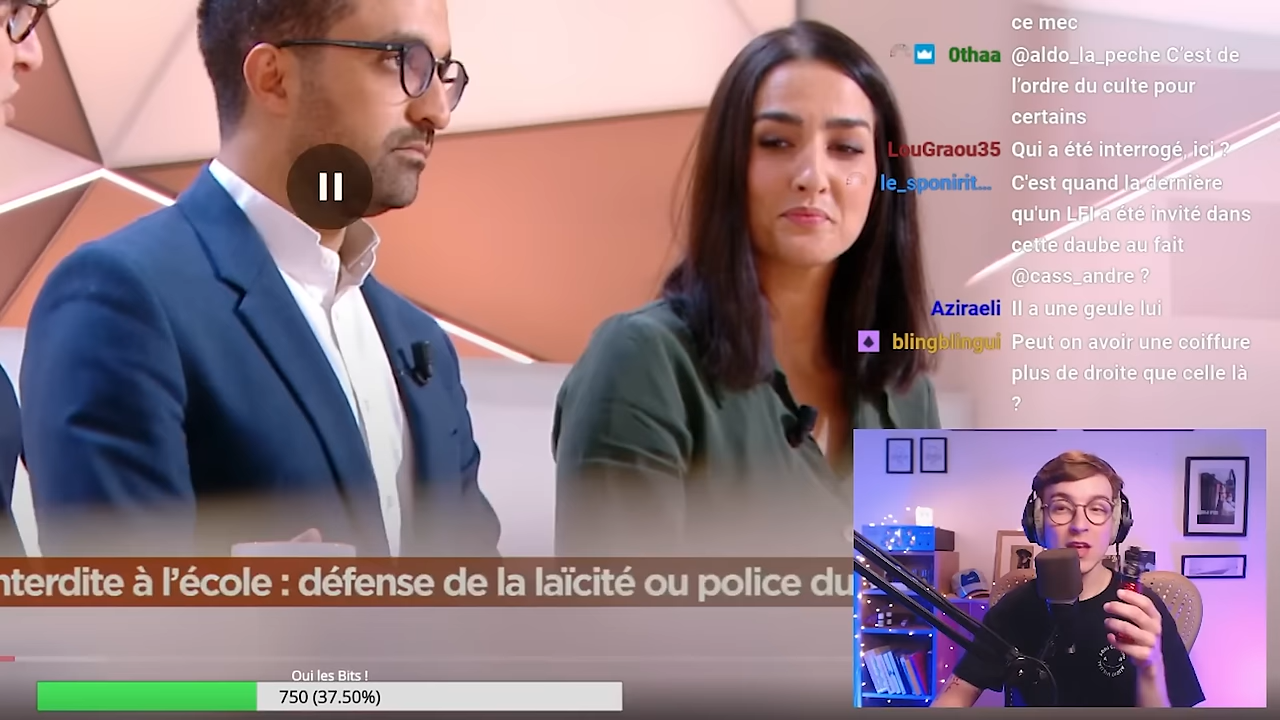 ce mec
0thaa @aldo_la_peche C'est de
l'ordre du culte pour
certains
LouGraou35 Qui a été interrogé, ici ?
le_sponirit... C'est quand la dernière
qu'un LFI a été invité dans
cette daube au fait
@cass_andre ?
Aziraeli Il a une geule lui
blingblingui Peut on avoir une coiffure
plus de droite que celle là
?
nterdite à l'école : défense de la laïcité ou police du
Oui les Bits !
750 (37.50%)